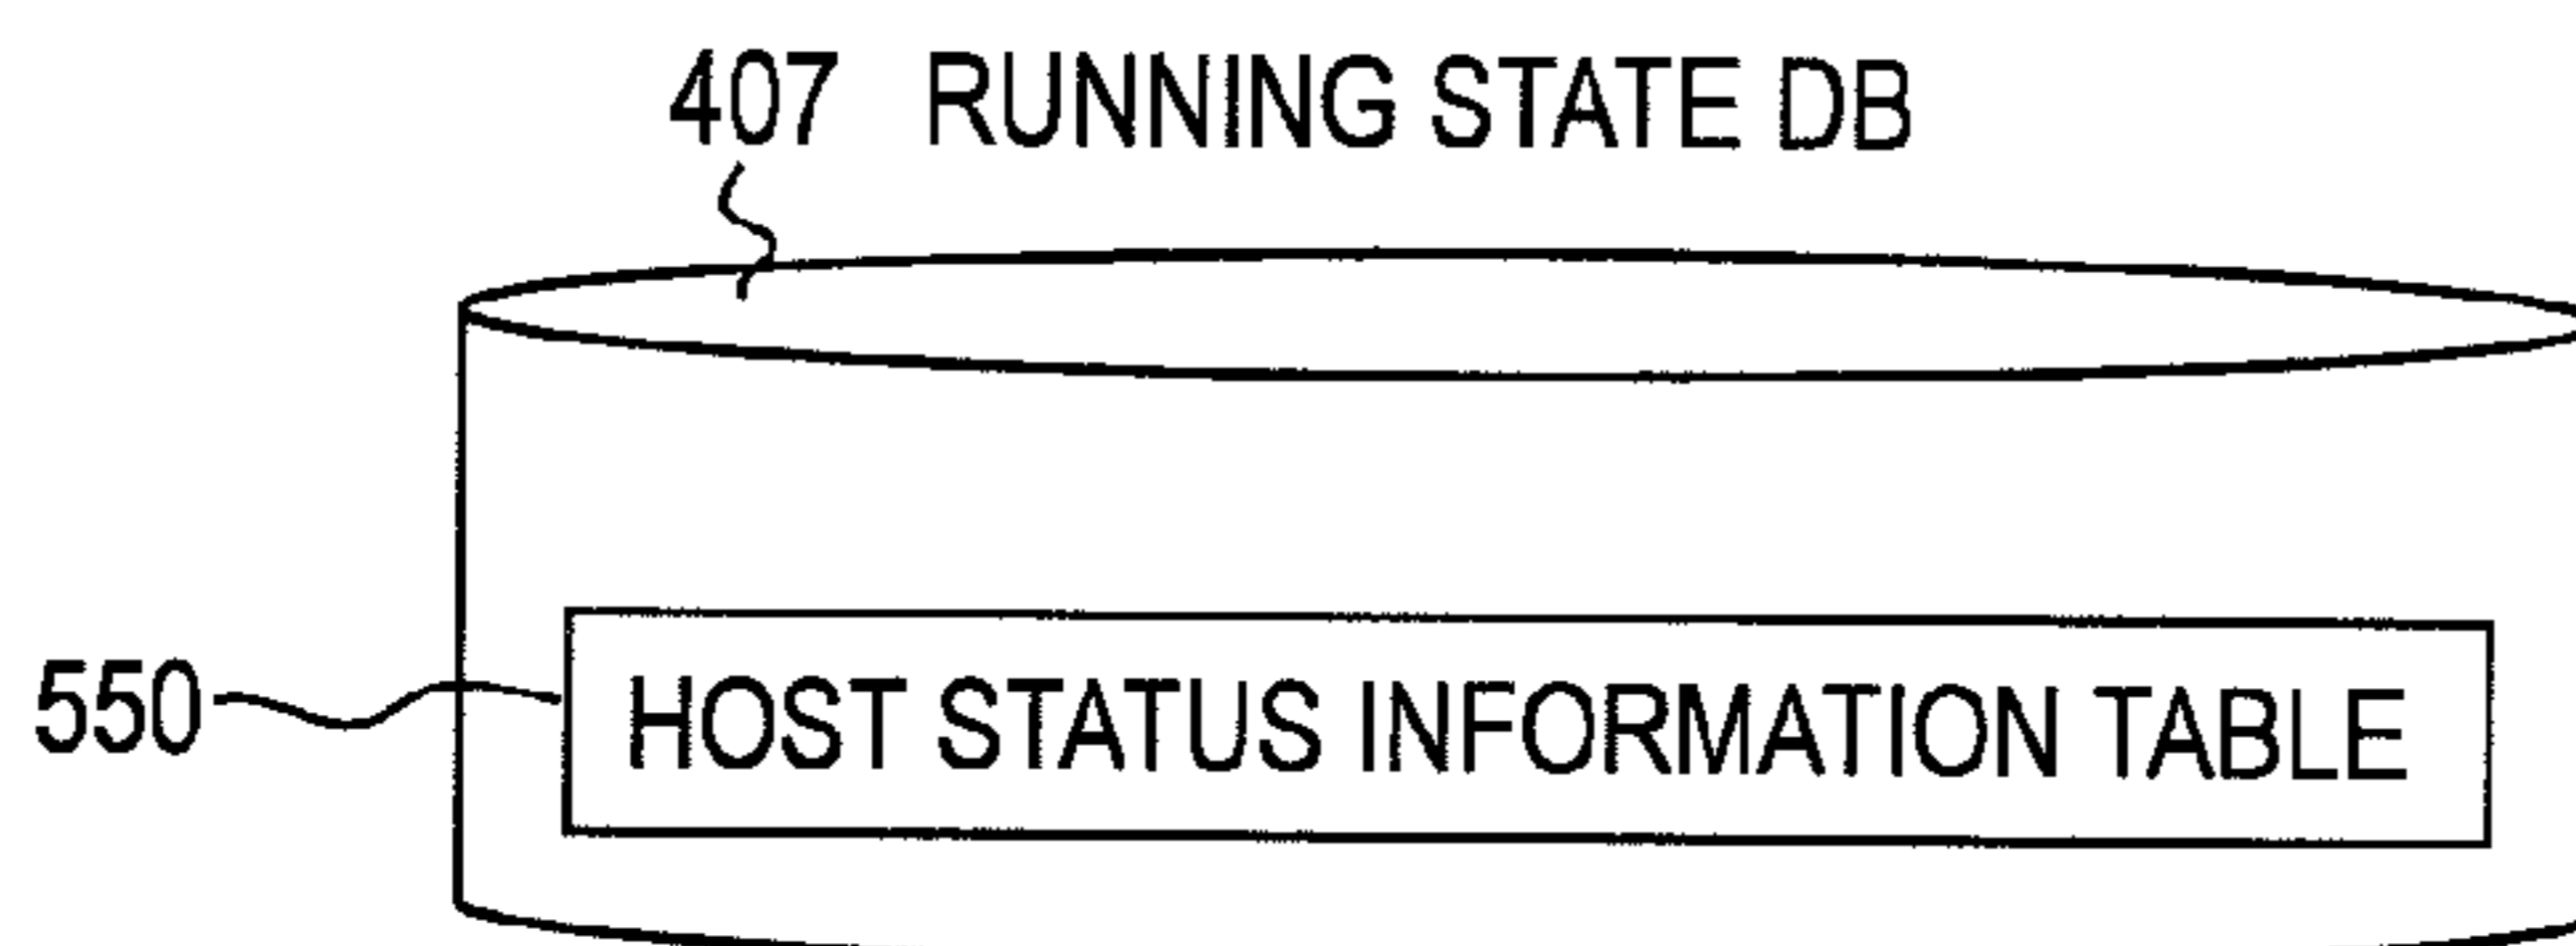 407 RUNNING STATE DB
550 HOST STATUS INFORMATION TABLE